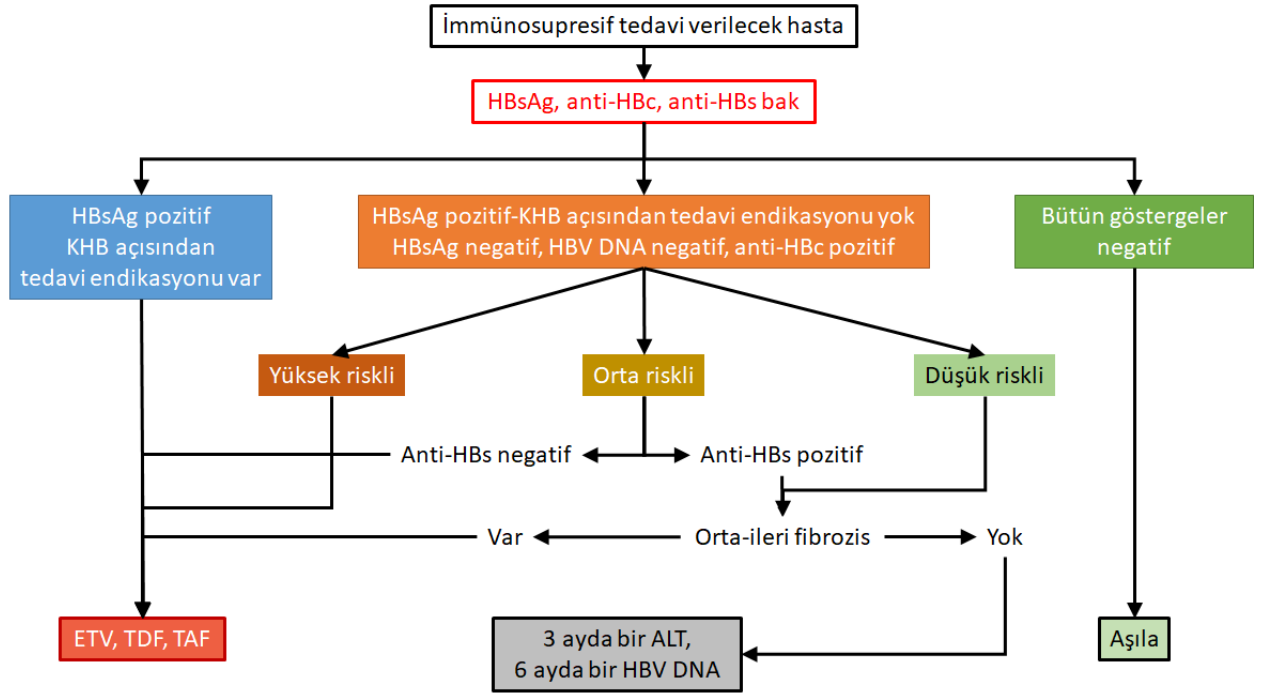 İmmünosupresif tedavi verilecek hasta
HBsAg, anti-HBc, anti-HBs bak
HBsAg pozitif
KHB açısından
tedavi endikasyonu var
HBsAg pozitif-KHB açısından tedavi endikasyonu yok
HBsAg negatif, HBV DNA negatif, anti-HBc pozitif
Bütün göstergeler
negatif
Yüksek riskli
Orta riskli
Düşük riskli
Anti-HBs negatif
Anti-HBs pozitif
Var
Orta-ileri fibrozis
Yok
ETV, TDF, TAF
3 ayda bir ALT,
6 ayda bir HBV DNA
Aşıla